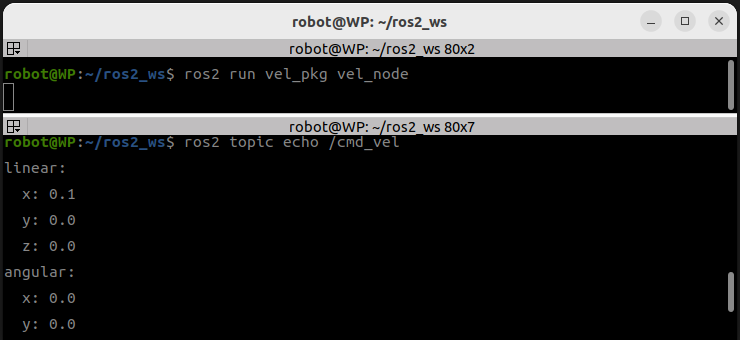 robot@WP: ~/ros2_ws
robot@WP: ~/ros2_ws 80x2
robot@WP:~/ros2_ws$ ros2 run vel_pkg vel_node
robot@WP: ~/ros2_ws 80x7
robot@WP:~/ros2_ws$ ros2 topic echo /cmd_vel
linear:
  x: 0.1
  y: 0.0
  z: 0.0
angular:
  x: 0.0
  y: 0.0